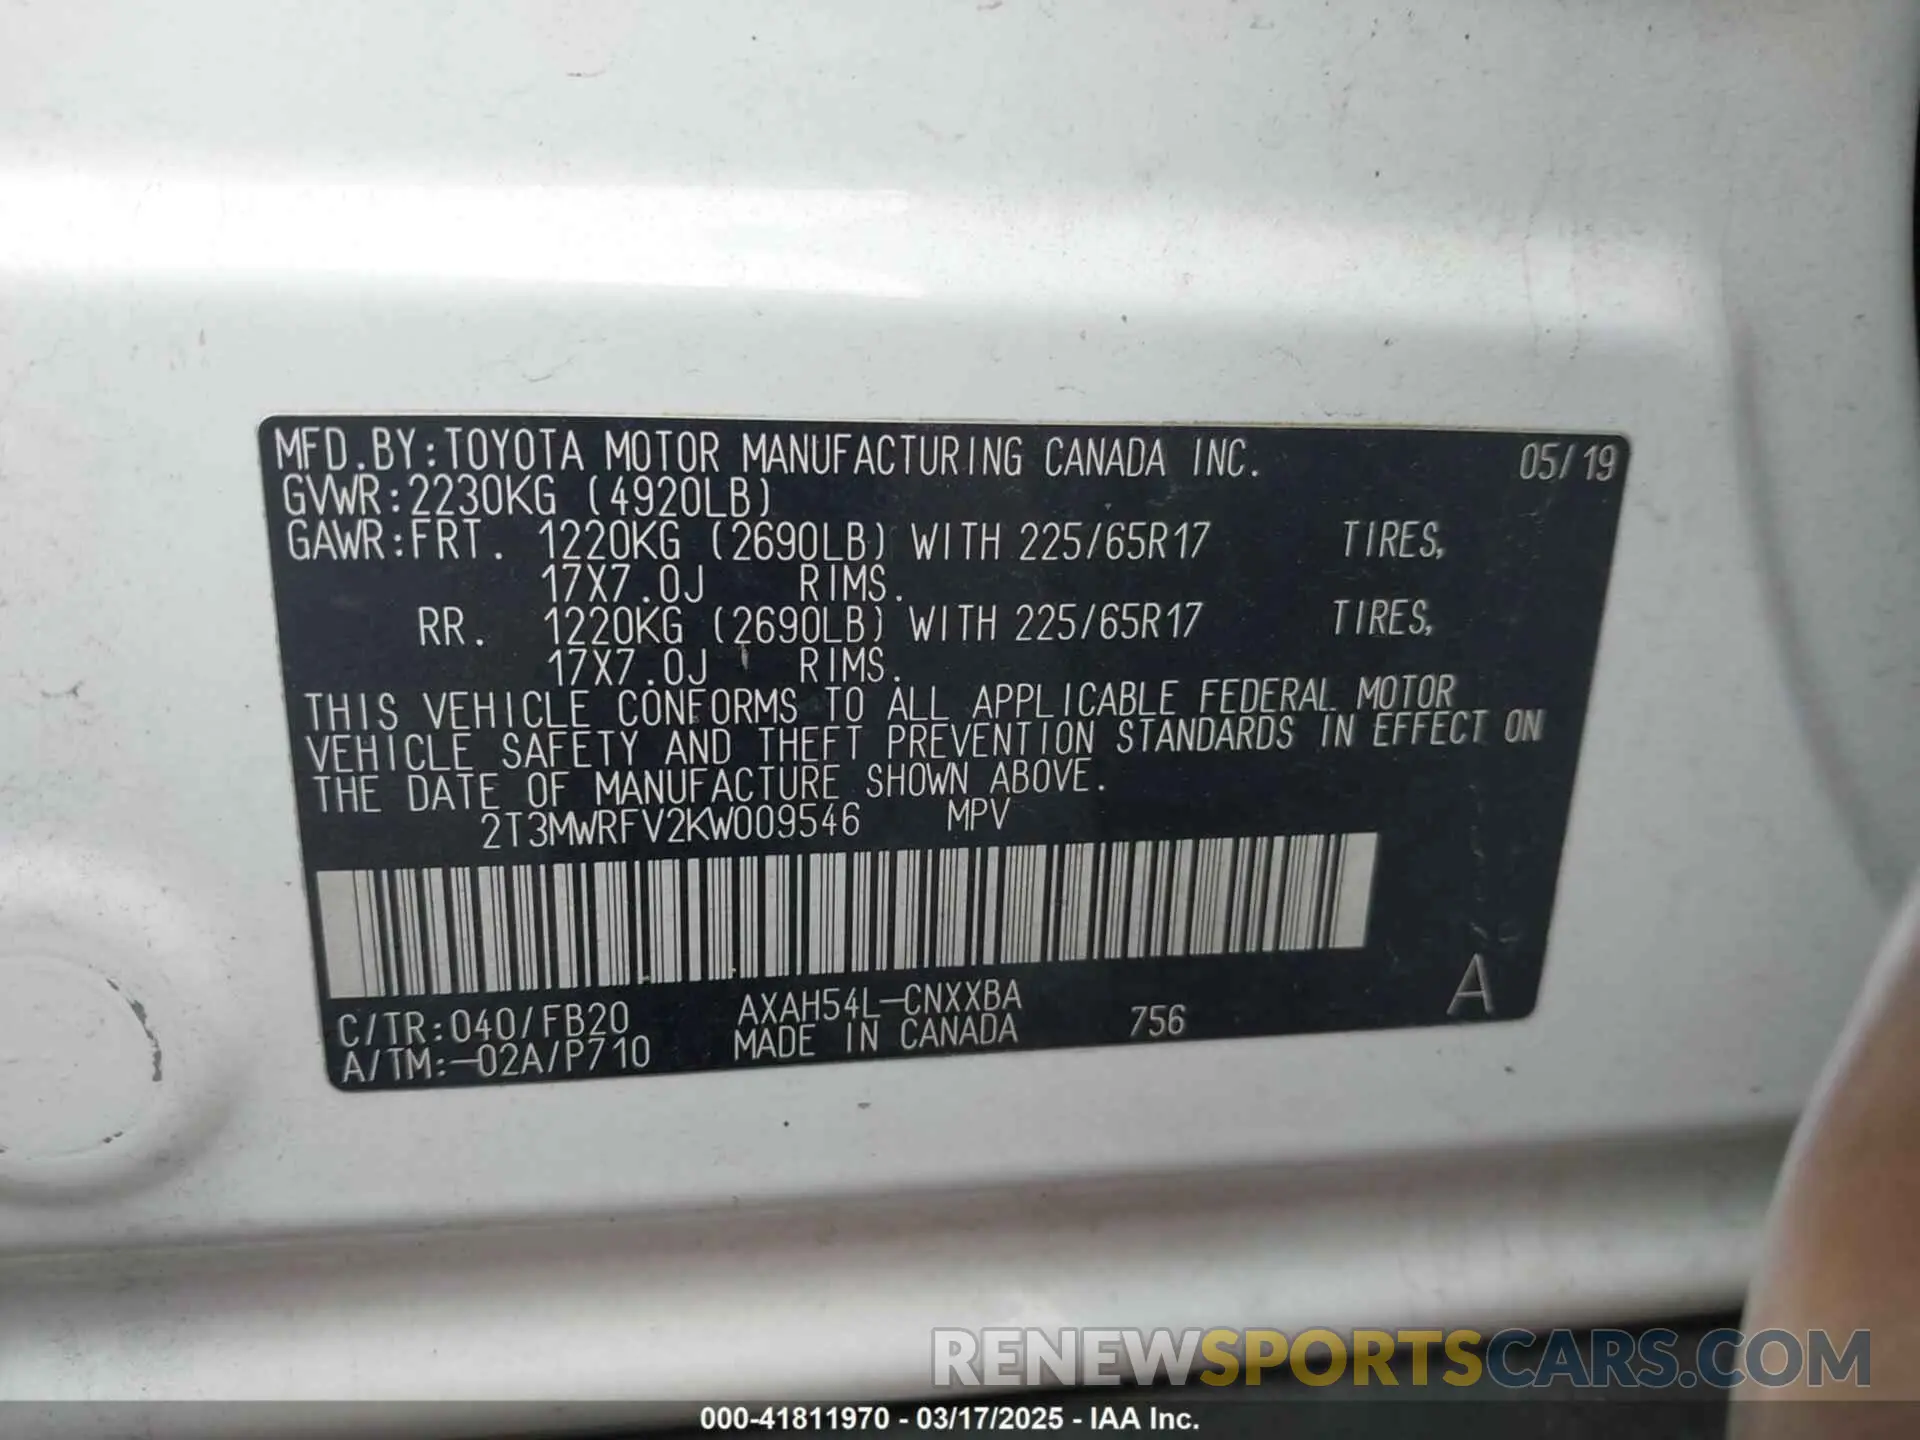 MFD.BY:TOYOTA MOTOR MANUFACTURING CANADA INC. 05/19
GVWR:2230KG (4920LB)
GAWR:FRT. 1220KG (2690LB) WITH 225/65R17 TIRES,
17X7.0J RIMS.
RR. 1220KG (2690LB) WITH 225/65R17 TIRES,
17X7.0J RIMS.
THIS VEHICLE CONFORMS TO ALL APPLICABLE FEDERAL MOTOR
VEHICLE SAFETY AND THEFT PREVENTION STANDARDS IN EFFECT ON
THE DATE OF MANUFACTURE SHOWN ABOVE.
2T3MWRFV2KW009546 MPV
C/TR:040/FB20 AXAH54L-CNXXBA 756 A
A/TM:-02A/P710 MADE IN CANADA
RENEWSPORTSCARS.COM
000-41811970 - 03/17/2025 - IAA Inc.